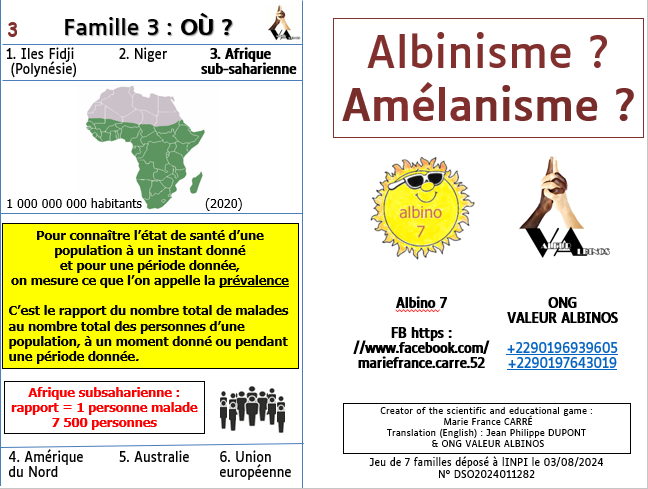 3
Famille 3 : OÙ ?
1. Iles Fidji
(Polynésie)
2. Niger
3. Afrique
sub-saharienne
1 000 000 000 habitants
(2020)
Pour connaître l’état de santé d’une
population à un instant donné
et pour une période donnée,
on mesure ce que l’on appelle la prévalence
C’est le rapport du nombre total de malades
au nombre total des personnes d’une
population, à un moment donné ou pendant
une période donnée.
Afrique subsaharienne :
rapport = 1 personne malade
7 500 personnes
4. Amérique
du Nord
5. Australie
6. Union
européenne
Albinisme ?
Amélanisme ?
albino
7
VALEUR ALBINOS
Albino 7
FB https :
//www.facebook.com/
mariefrance.carre.52
ONG
VALEUR ALBINOS
+2290196939605
+2290197643019
Creator of the scientific and educational game :
Marie France CARRÉ
Translation (English) : Jean Philippe DUPONT
& ONG VALEUR ALBINOS
Jeu de 7 familles déposé à lINPI le 03/08/2024
N° DSO2024011282